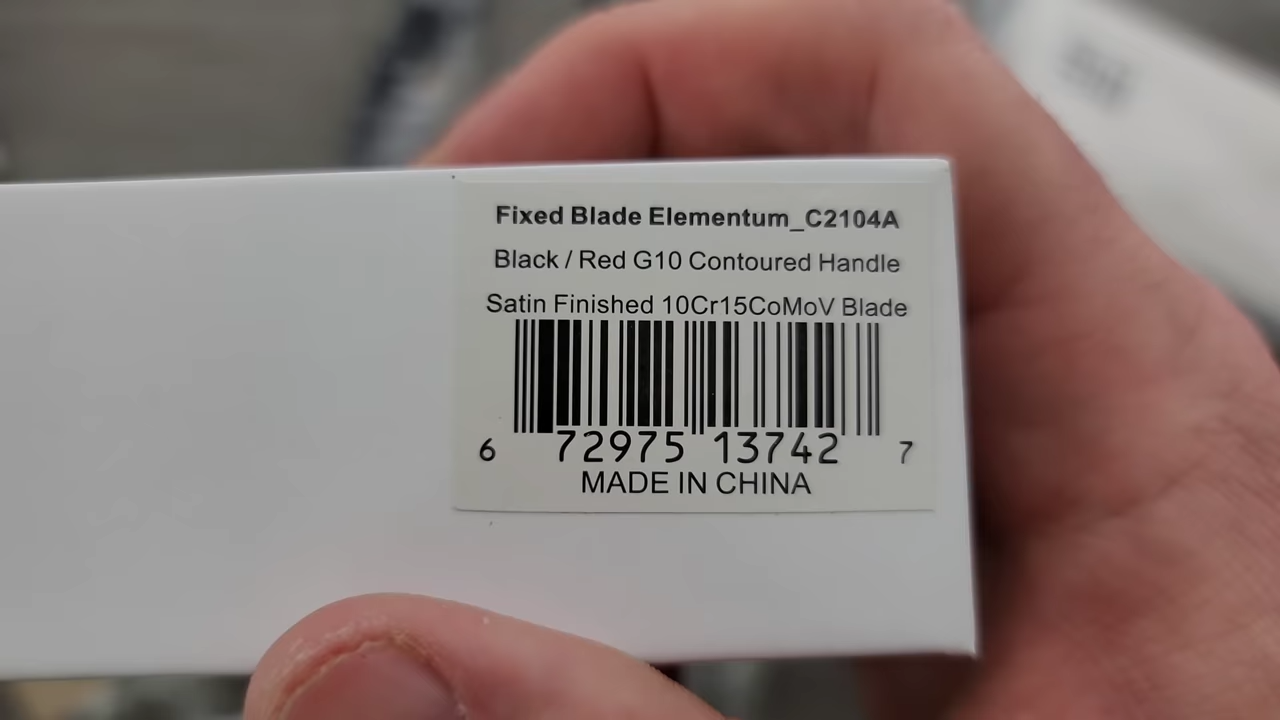 Fixed Blade Elementum_C2104A
Black / Red G10 Contoured Handle
Satin Finished 10Cr15CoMoV Blade
6 72975 13742 7
MADE IN CHINA